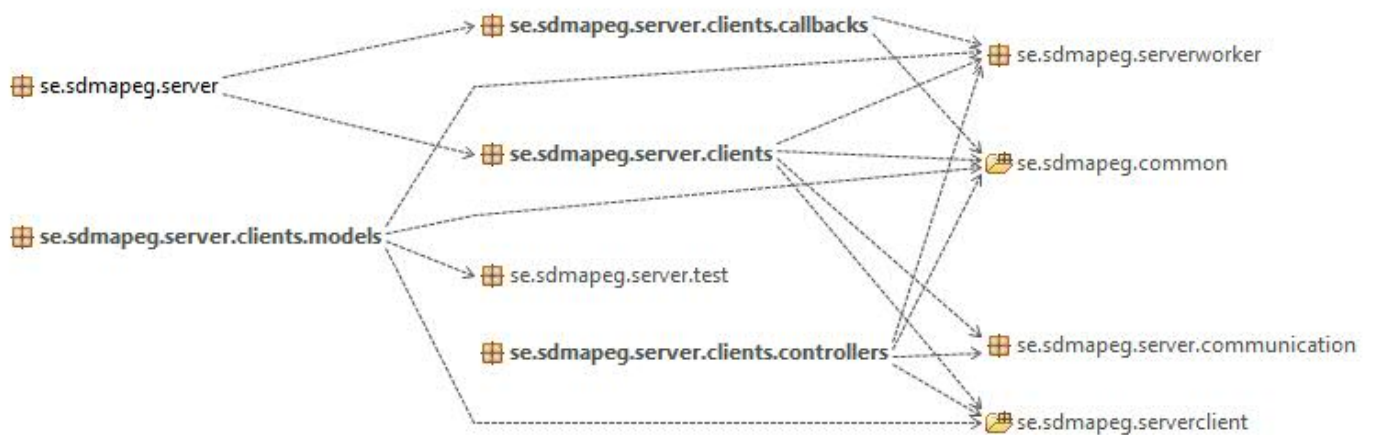 se.sdmapeg.server.clients.callbacks
se.sdmapeg.serverworker
se.sdmapeg.server
se.sdmapeg.server.clients
se.sdmapeg.common
se.sdmapeg.server.clients.models
se.sdmapeg.server.test
se.sdmapeg.server.clients.controllers
se.sdmapeg.server.communication
se.sdmapeg.serverclient